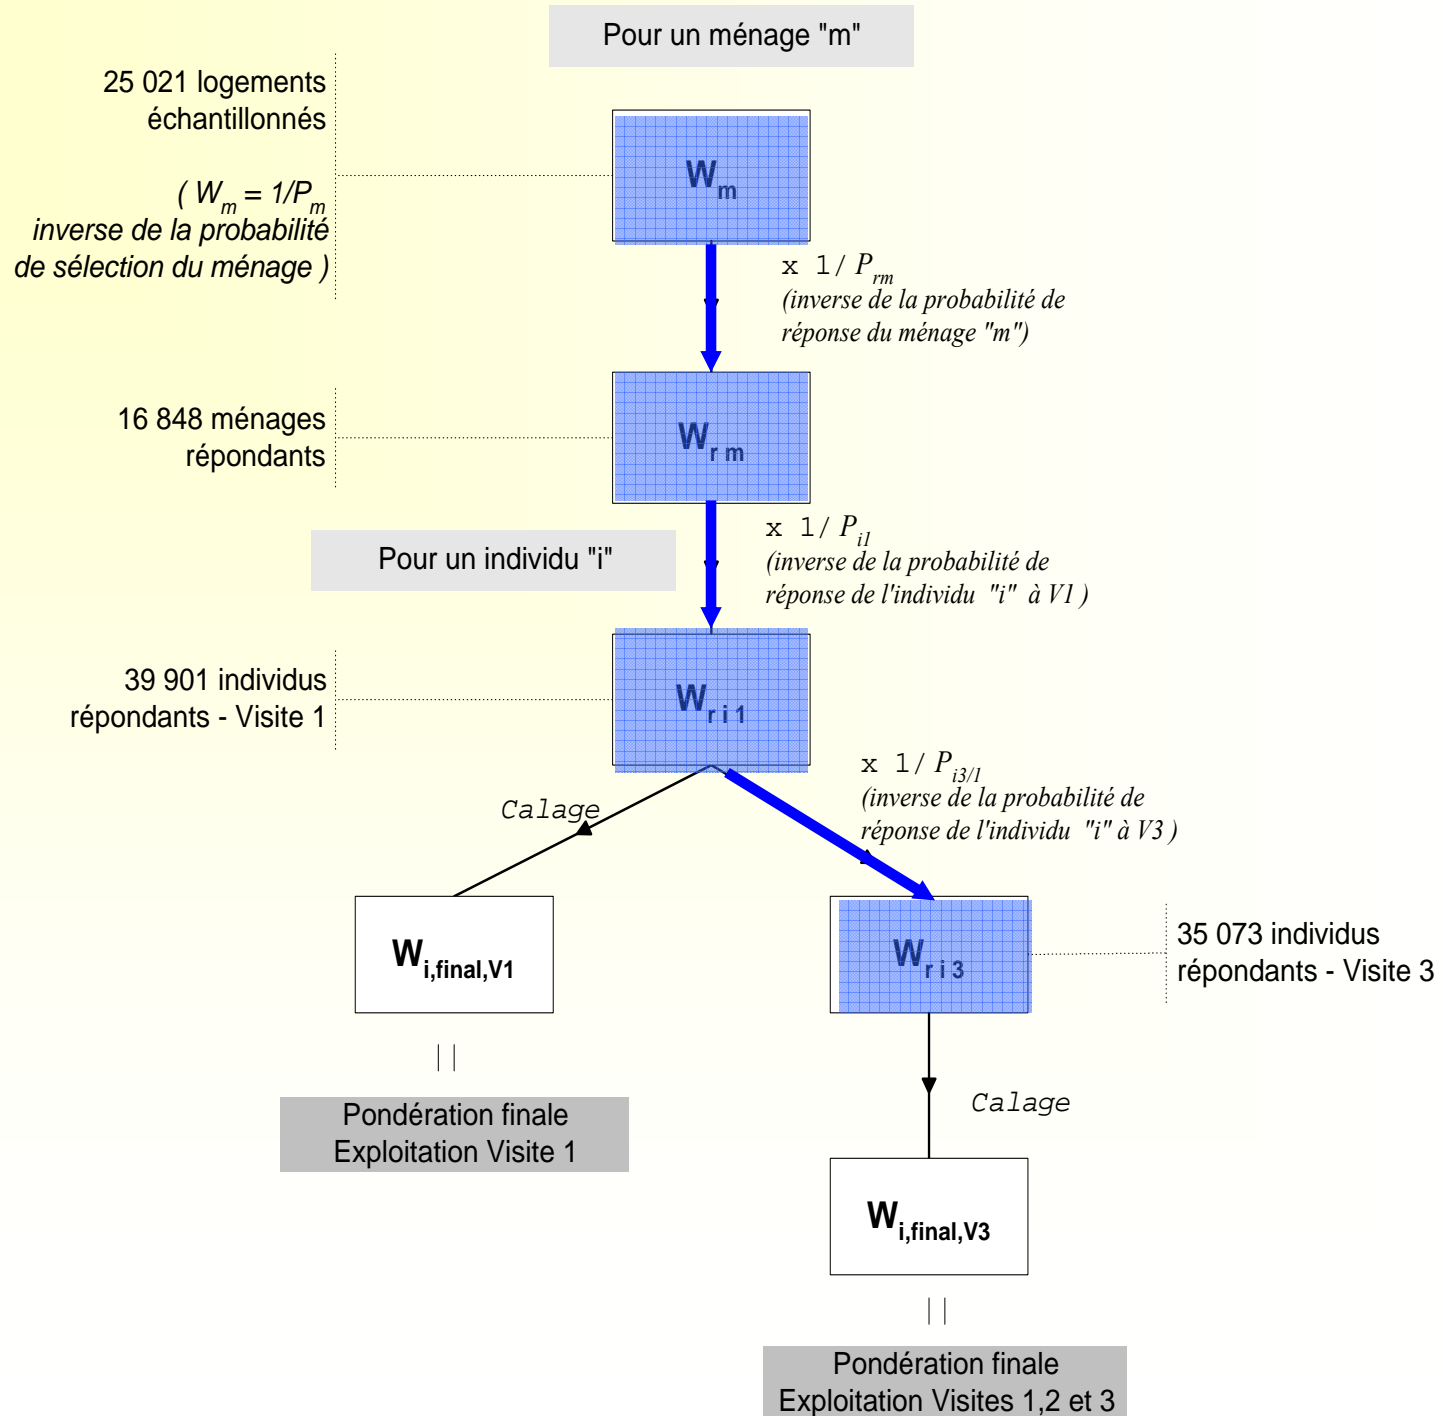 Pour un ménage "m"
25 021 logements
échantillonnés
( Wm = 1/Pm
inverse de la probabilité
de sélection du ménage )
Wm
x 1/ Prm
(inverse de la probabilité de
réponse du ménage "m")
16 848 ménages
répondants
Wr m
Pour un individu "i"
x 1/ Pi1
(inverse de la probabilité de
réponse de l'individu "i" à V1 )
39 901 individus
répondants - Visite 1
Wr i 1
Calage
x 1/ Pi3/1
(inverse de la probabilité de
réponse de l'individu "i" à V3 )
Wi,final,V1
Wr i 3
35 073 individus
répondants - Visite 3
||
Pondération finale
Exploitation Visite 1
Calage
Wi,final,V3
||
Pondération finale
Exploitation Visites 1,2 et 3